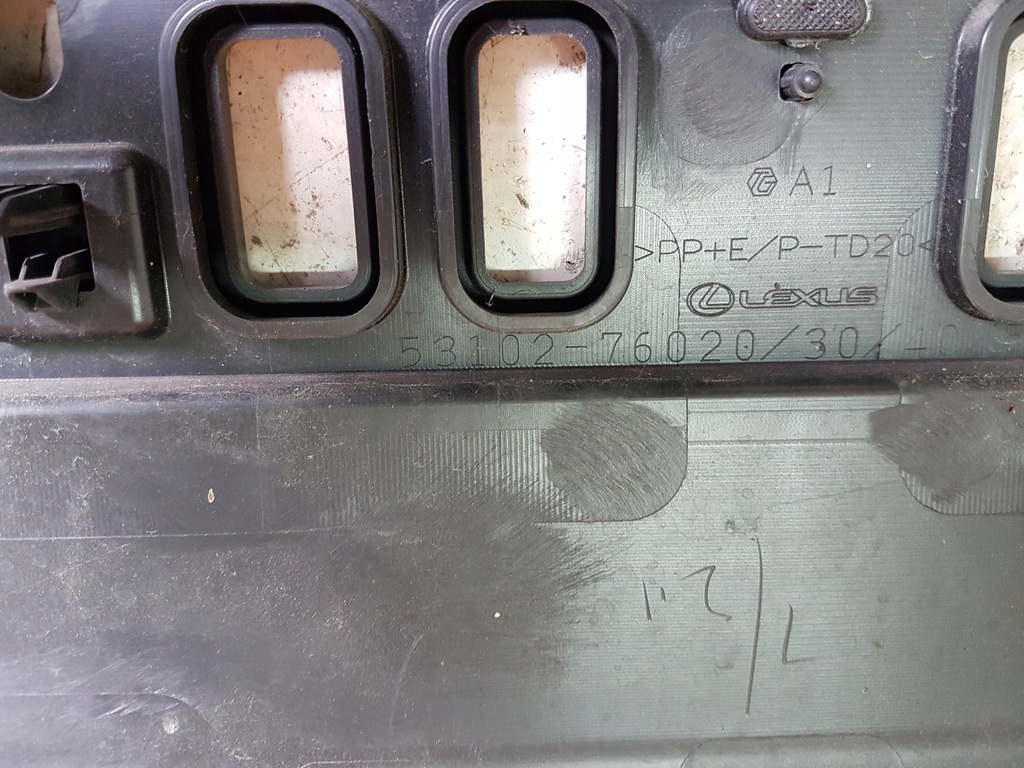 A1
>PP+E/P-TD20<
LEXUS
53102-76020/30/10